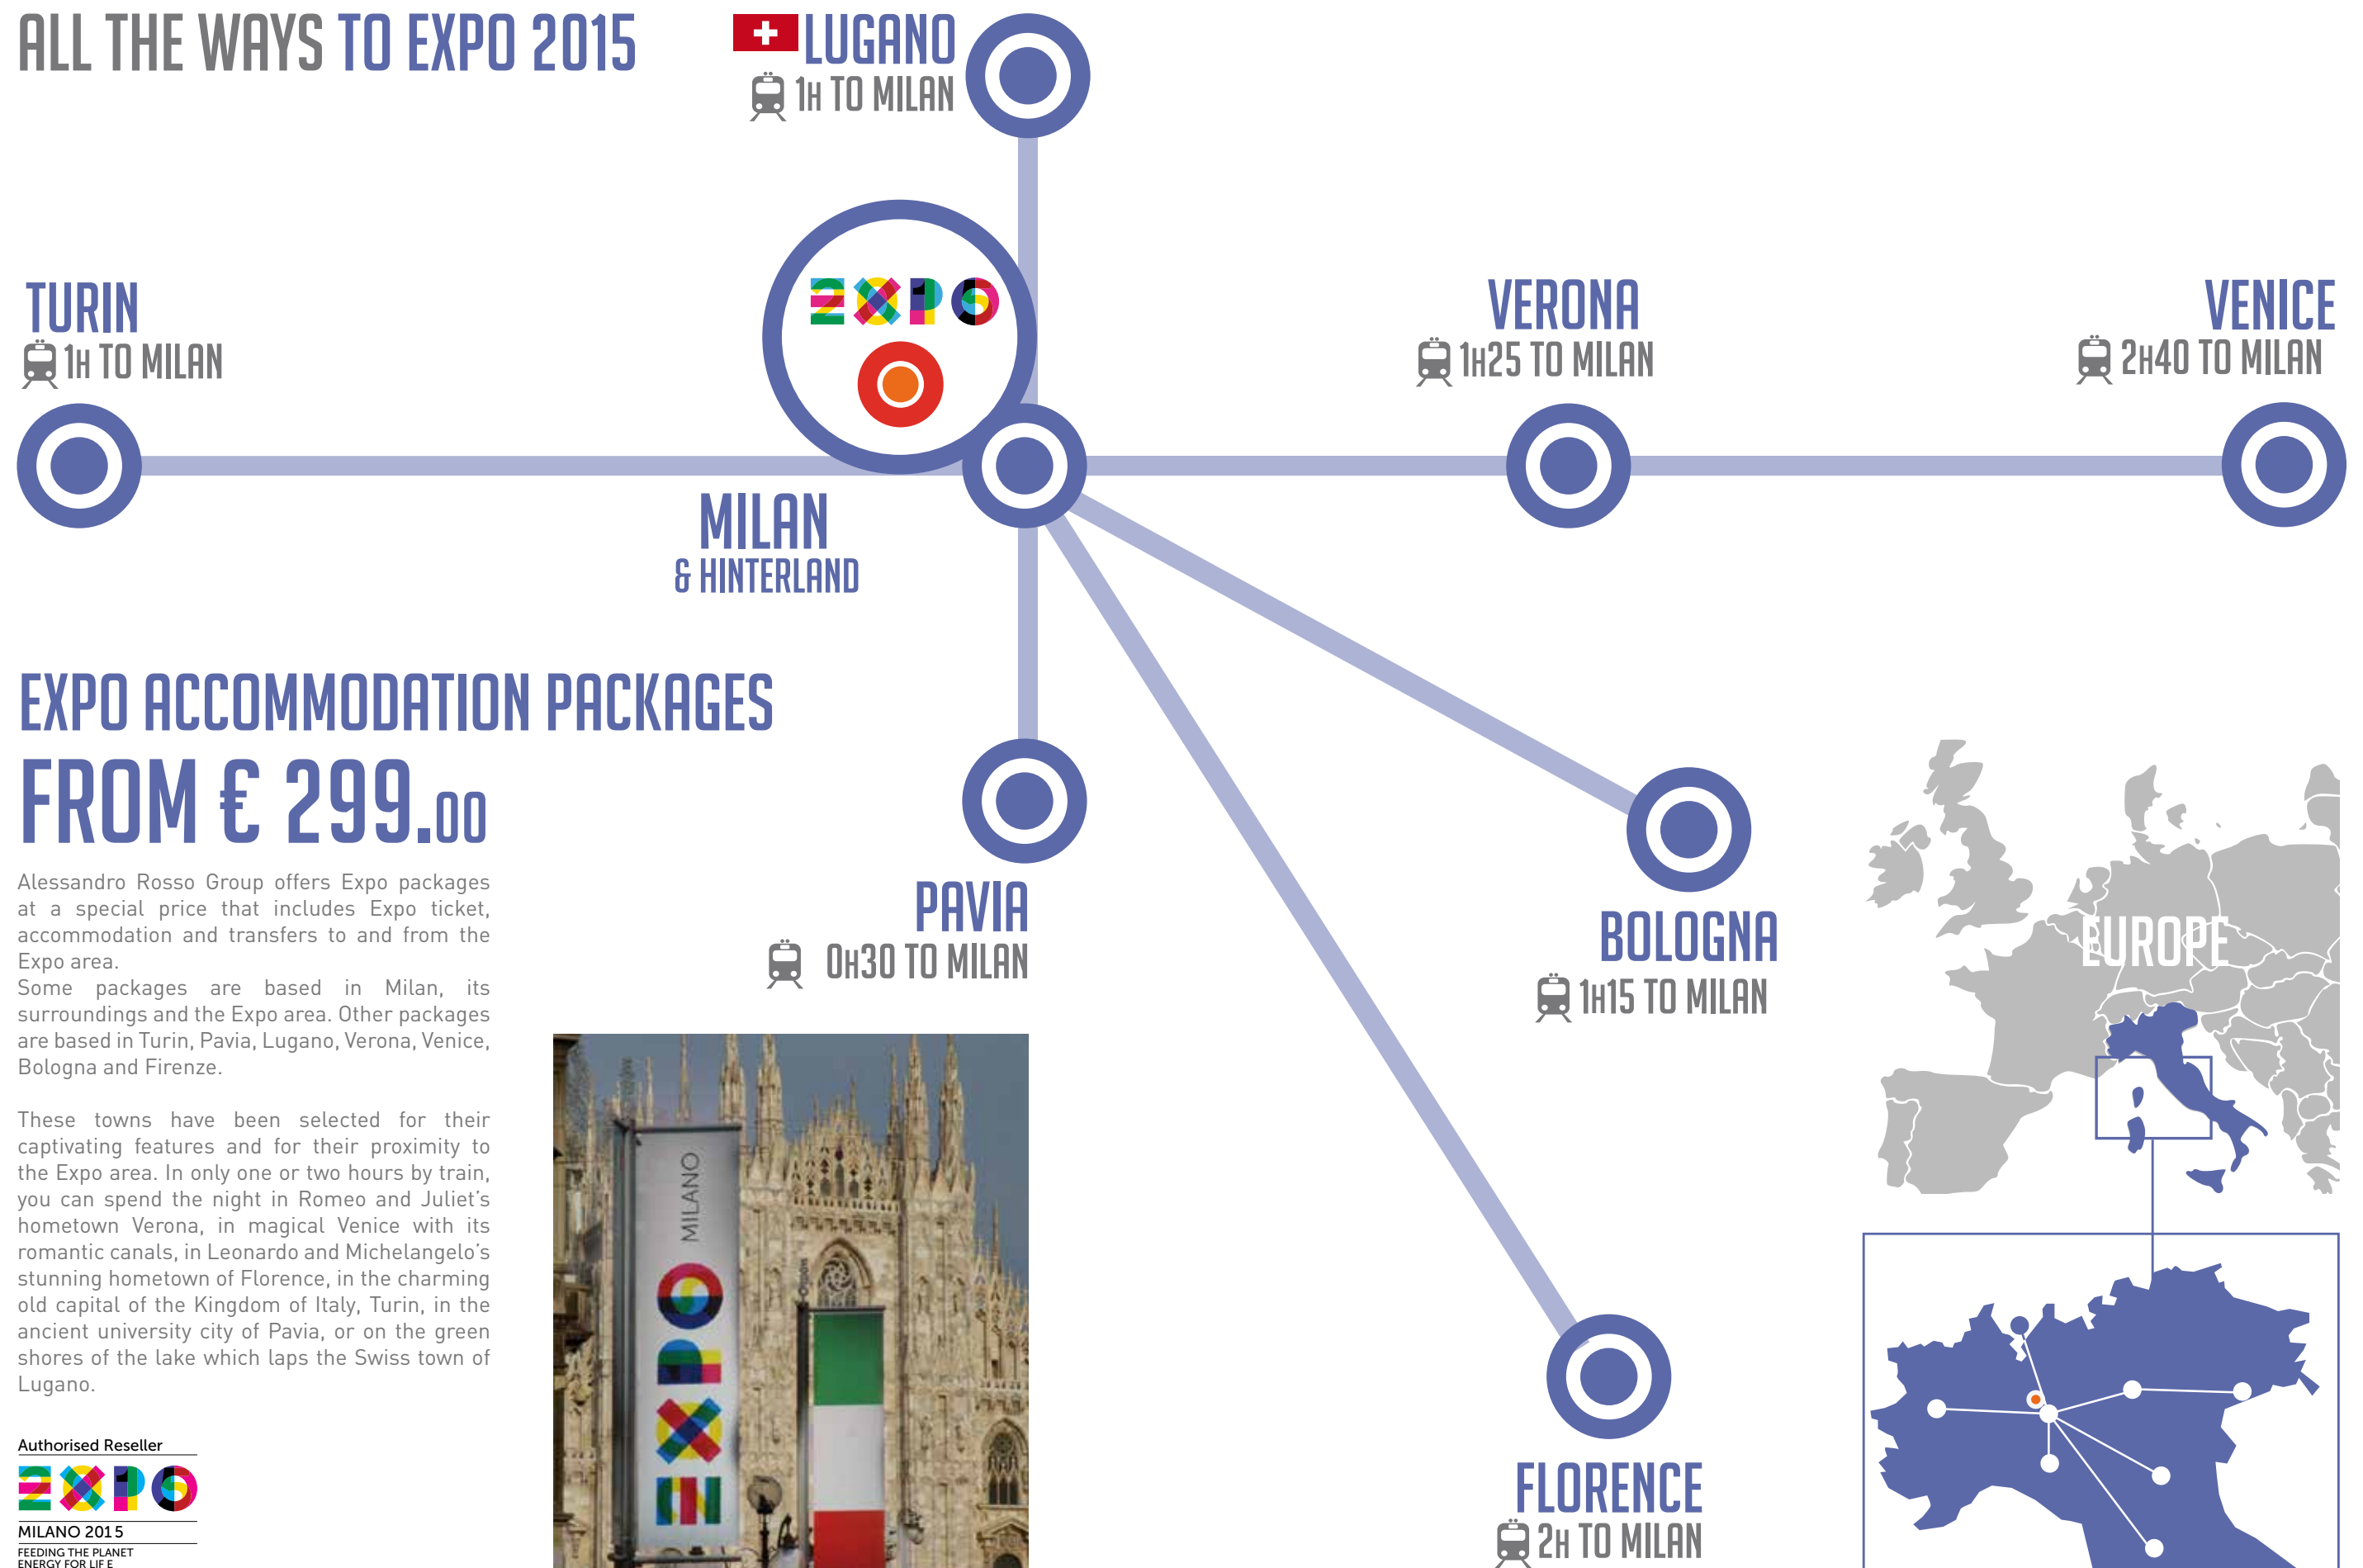 ALL THE WAYS TO EXPO 2015
LUGANO
1H TO MILAN
EXPO
2015
TURIN
1H TO MILAN
VERONA
1H25 TO MILAN
VENICE
2H40 TO MILAN
MILAN
& HINTERLAND
EXPO ACCOMMODATION PACKAGES
FROM € 299.00
Alessandro Rosso Group offers Expo packages
at a special price that includes Expo ticket,
accommodation and transfers to and from the
Expo area.
Some packages are based in Milan, its
surroundings and the Expo area. Other packages
are based in Turin, Pavia, Lugano, Verona, Venice,
Bologna and Firenze.
These towns have been selected for their
captivating features and for their proximity to
the Expo area. In only one or two hours by train,
you can spend the night in Romeo and Juliet's
hometown Verona, in magical Venice with its
romantic canals, in Leonardo and Michelangelo's
stunning hometown of Florence, in the charming
old capital of the Kingdom of Italy, Turin, in the
ancient university city of Pavia, or on the green
shores of the lake which laps the Swiss town of
Lugano.
Authorised Reseller
EXPO
2015
MILANO 2015
FEEDING THE PLANET
ENERGY FOR LIFE
PAVIA
0H30 TO MILAN
EXPO MILANO
BOLOGNA
1H15 TO MILAN
FLORENCE
2H TO MILAN
EUROPE